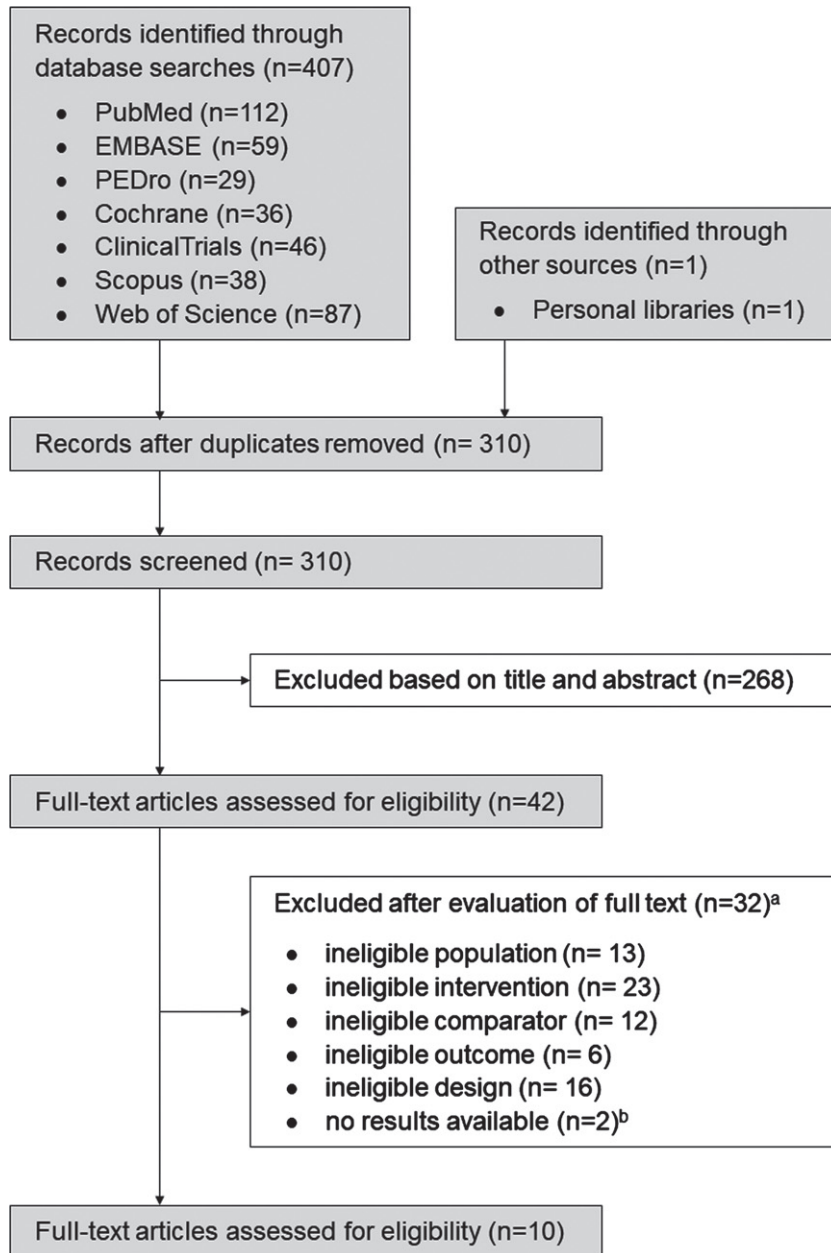 Records identified through
database searches (n=407)
• PubMed (n=112)
• EMBASE (n=59)
• PEDro (n=29)
• Cochrane (n=36)
• ClinicalTrials (n=46)
• Scopus (n=38)
• Web of Science (n=87)
Records identified through
other sources (n=1)
• Personal libraries (n=1)
Records after duplicates removed (n= 310)
Records screened (n= 310)
Excluded based on title and abstract (n=268)
Full-text articles assessed for eligibility (n=42)
Excluded after evaluation of full text (n=32)ᵃ
• ineligible population (n= 13)
• ineligible intervention (n= 23)
• ineligible comparator (n= 12)
• ineligible outcome (n= 6)
• ineligible design (n= 16)
• no results available (n=2)ᵇ
Full-text articles assessed for eligibility (n=10)